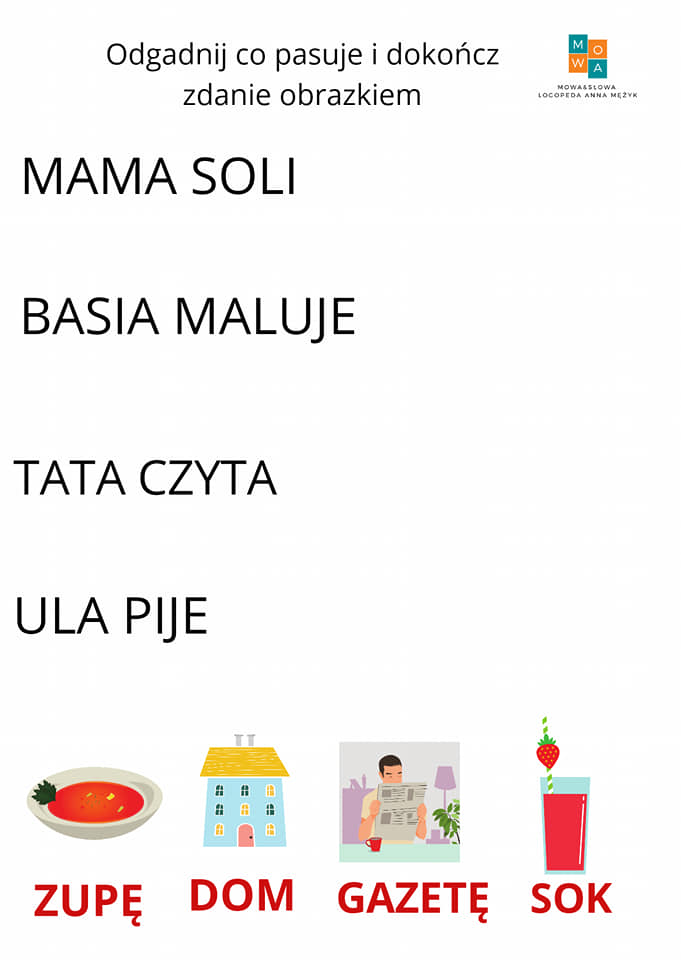 Odgadnij co pasuje i dokończ
zdanie obrazkiem
M O
W A
MOWA&SŁOWA
LOGOPEDA ANNA MĘŻYK
MAMA SOLI
BASIA MALUJE
TATA CZYTA
ULA PIJE
ZUPĘ DOM GAZETĘ SOK